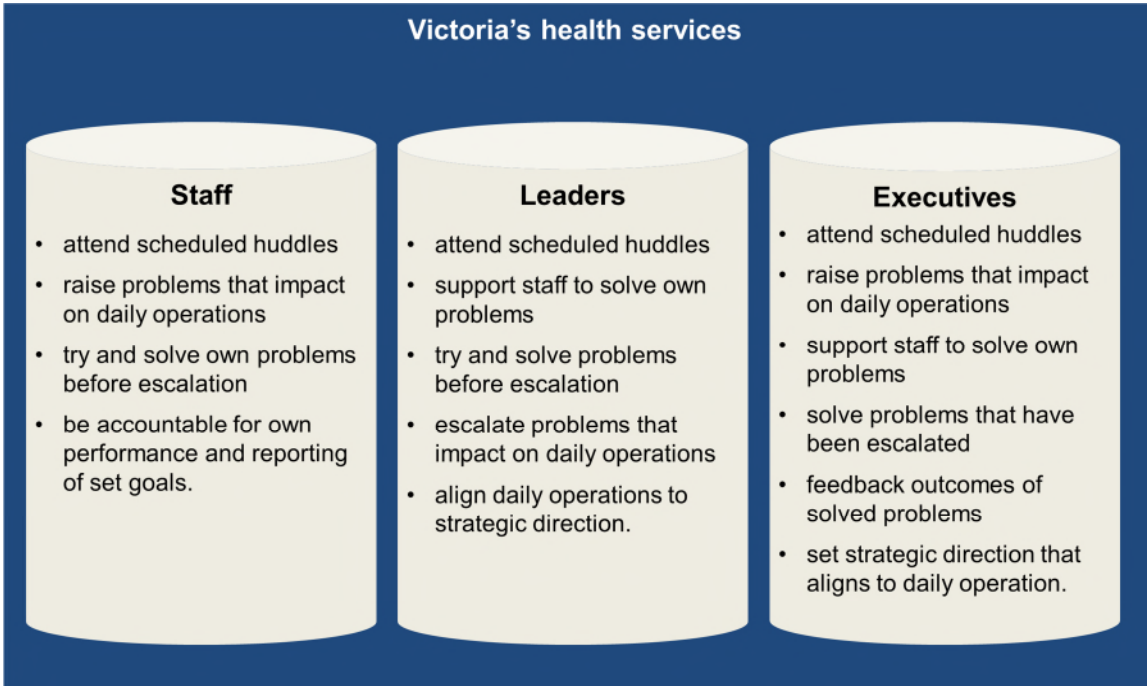 Victoria’s health services
Staff
• attend scheduled huddles
• raise problems that impact
on daily operations
• try and solve own problems
before escalation
• be accountable for own
performance and reporting
of set goals.
Leaders
• attend scheduled huddles
• support staff to solve own
problems
• try and solve problems
before escalation
• escalate problems that
impact on daily operations
• align daily operations to
strategic direction.
Executives
• attend scheduled huddles
• raise problems that impact
on daily operations
• support staff to solve own
problems
• solve problems that have
been escalated
• feedback outcomes of
solved problems
• set strategic direction that
aligns to daily operation.